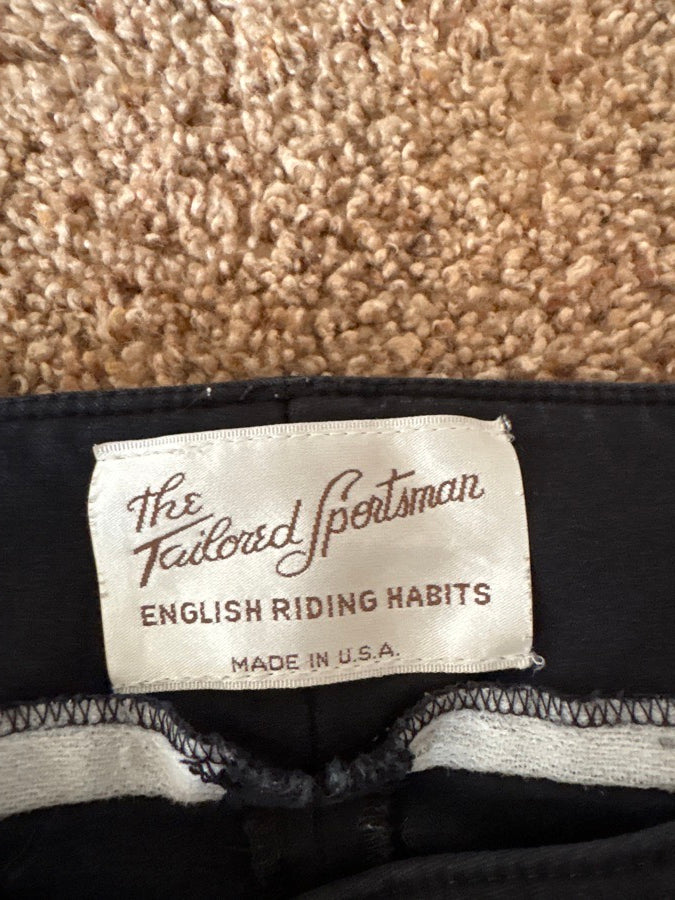 The
Tailored Sportsman
ENGLISH RIDING HABITS
MADE IN U.S.A.